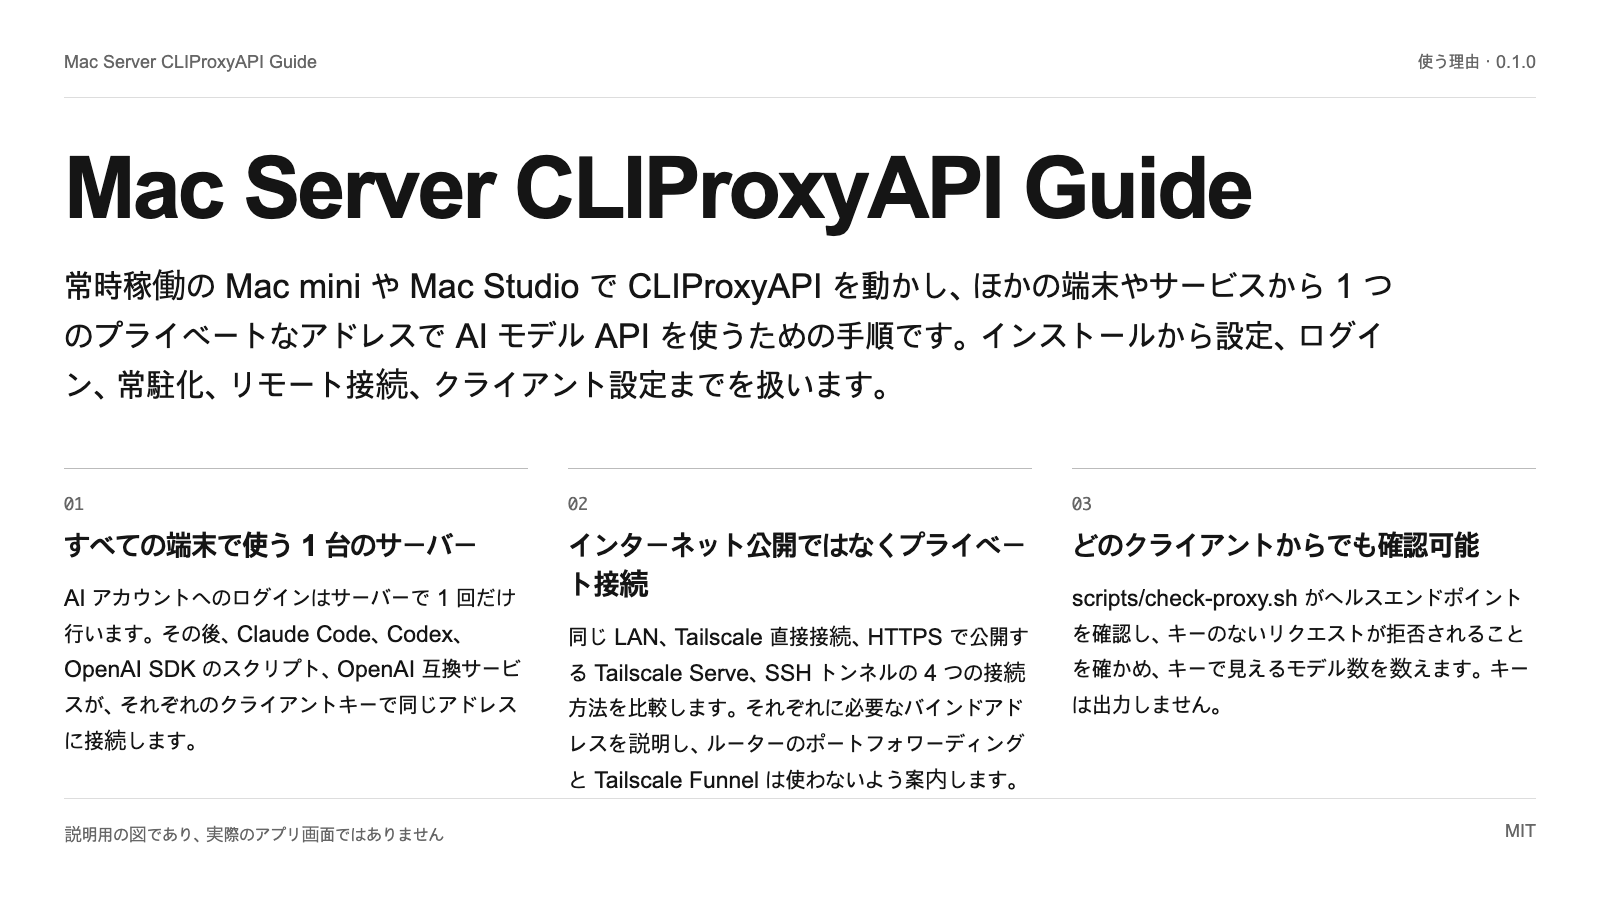 Mac Server CLIProxyAPI Guide
使う理由 · 0.1.0
Mac Server CLIProxyAPI Guide
常時稼働の Mac mini や Mac Studio で CLIProxyAPI を動かし、ほかの端末やサービスから 1 つ
のプライベートなアドレスで AI モデル API を使うための手順です。インストールから設定、ログイ
ン、常駐化、リモート接続、クライアント設定までを扱います。
01
すべての端末で使う 1 台のサーバー
AI アカウントへのログインはサーバーで 1 回だけ
行います。その後、Claude Code、Codex、
OpenAI SDK のスクリプト、OpenAI 互換サービ
スが、それぞれのクライアントキーで同じアドレス
に接続します。
02
インターネット公開ではなくプライベー
ト接続
同じ LAN、Tailscale 直接接続、HTTPS で公開す
る Tailscale Serve、SSH トンネルの 4 つの接続
方法を比較します。それぞれに必要なバインドアド
レスを説明し、ルーターのポートフォワーディング
と Tailscale Funnel は使わないよう案内します。
03
どのクライアントからでも確認可能
scripts/check-proxy.sh がヘルスエンドポイント
を確認し、キーのないリクエストが拒否されること
を確かめ、キーで見えるモデル数を数えます。キー
は出力しません。
説明用の図であり、実際のアプリ画面ではありません
MIT